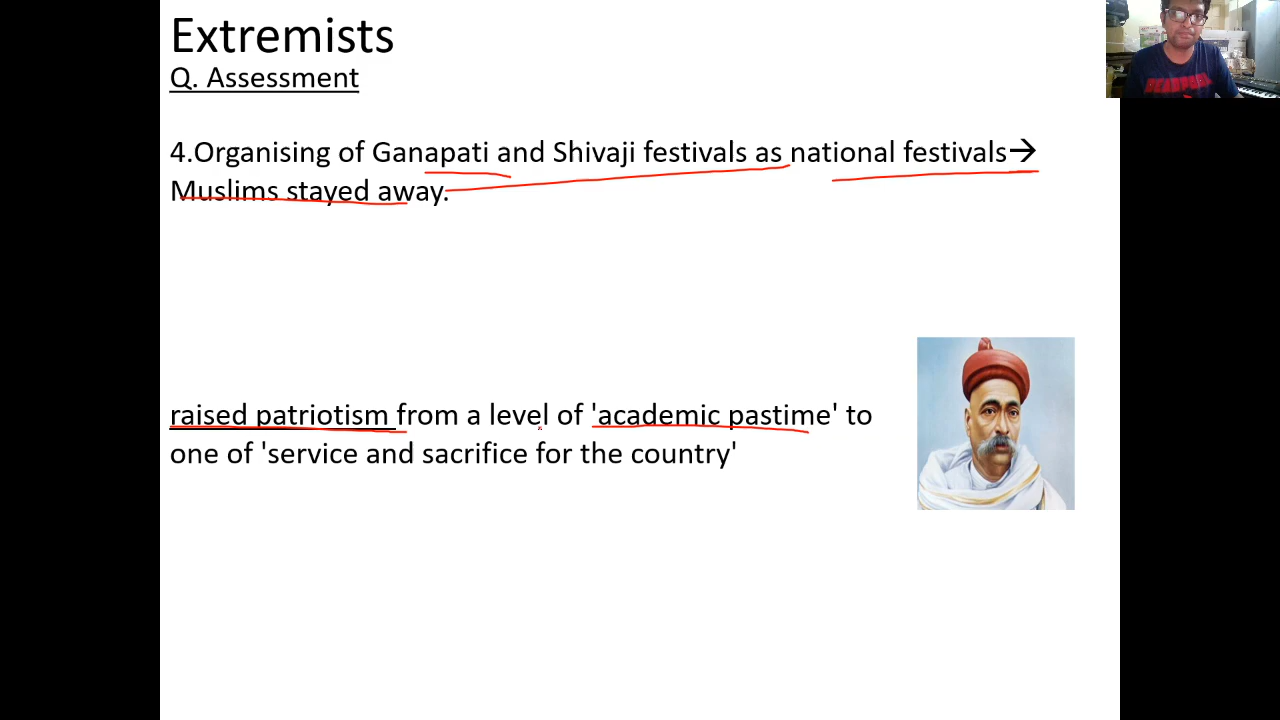 Extremists
Q. Assessment
4.Organising of Ganapati and Shivaji festivals as national festivals→
Muslims stayed away.
raised patriotism from a level of 'academic pastime' to
one of 'service and sacrifice for the country'